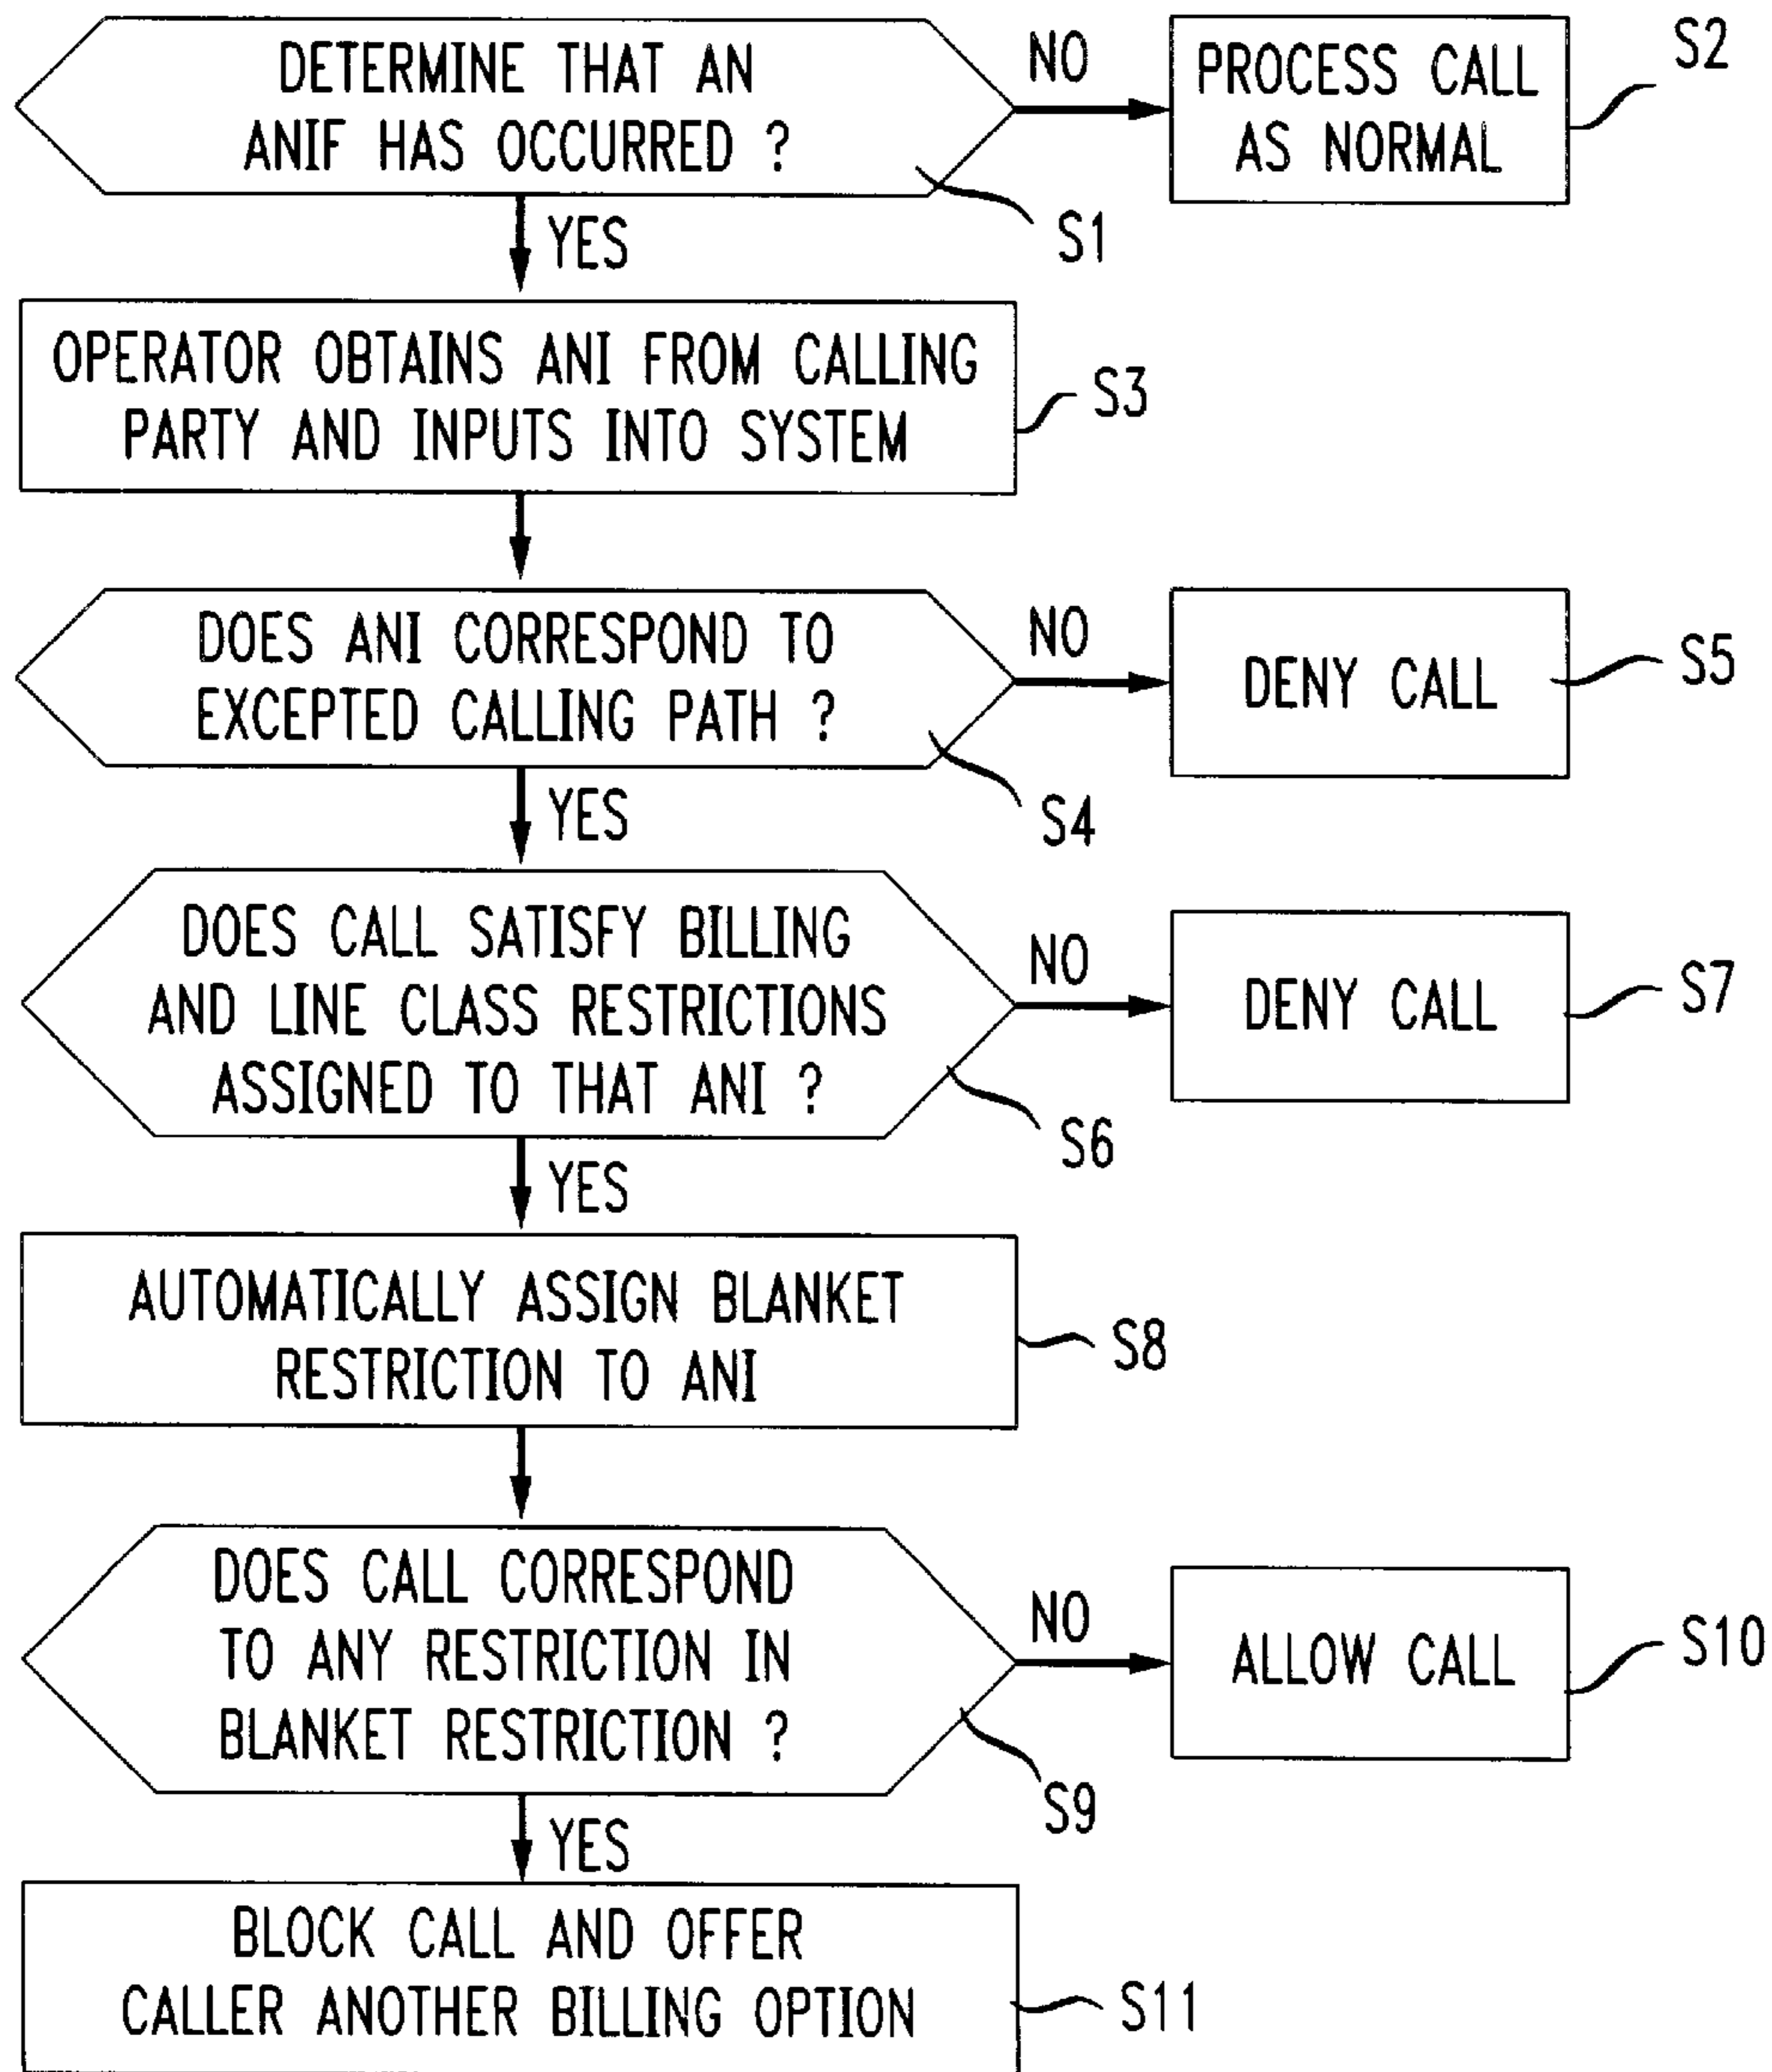 DETERMINE THAT AN
ANIF HAS OCCURRED ?
NO
PROCESS CALL
AS NORMAL
S2
S1
YES
OPERATOR OBTAINS ANI FROM CALLING
PARTY AND INPUTS INTO SYSTEM
S3
DOES ANI CORRESPOND TO
EXCEPTED CALLING PATH ?
NO
DENY CALL
S5
S4
YES
DOES CALL SATISFY BILLING
AND LINE CLASS RESTRICTIONS
ASSIGNED TO THAT ANI ?
NO
DENY CALL
S7
S6
YES
AUTOMATICALLY ASSIGN BLANKET
RESTRICTION TO ANI
S8
DOES CALL CORRESPOND
TO ANY RESTRICTION IN
BLANKET RESTRICTION ?
NO
ALLOW CALL
S10
S9
YES
BLOCK CALL AND OFFER
CALLER ANOTHER BILLING OPTION
S11